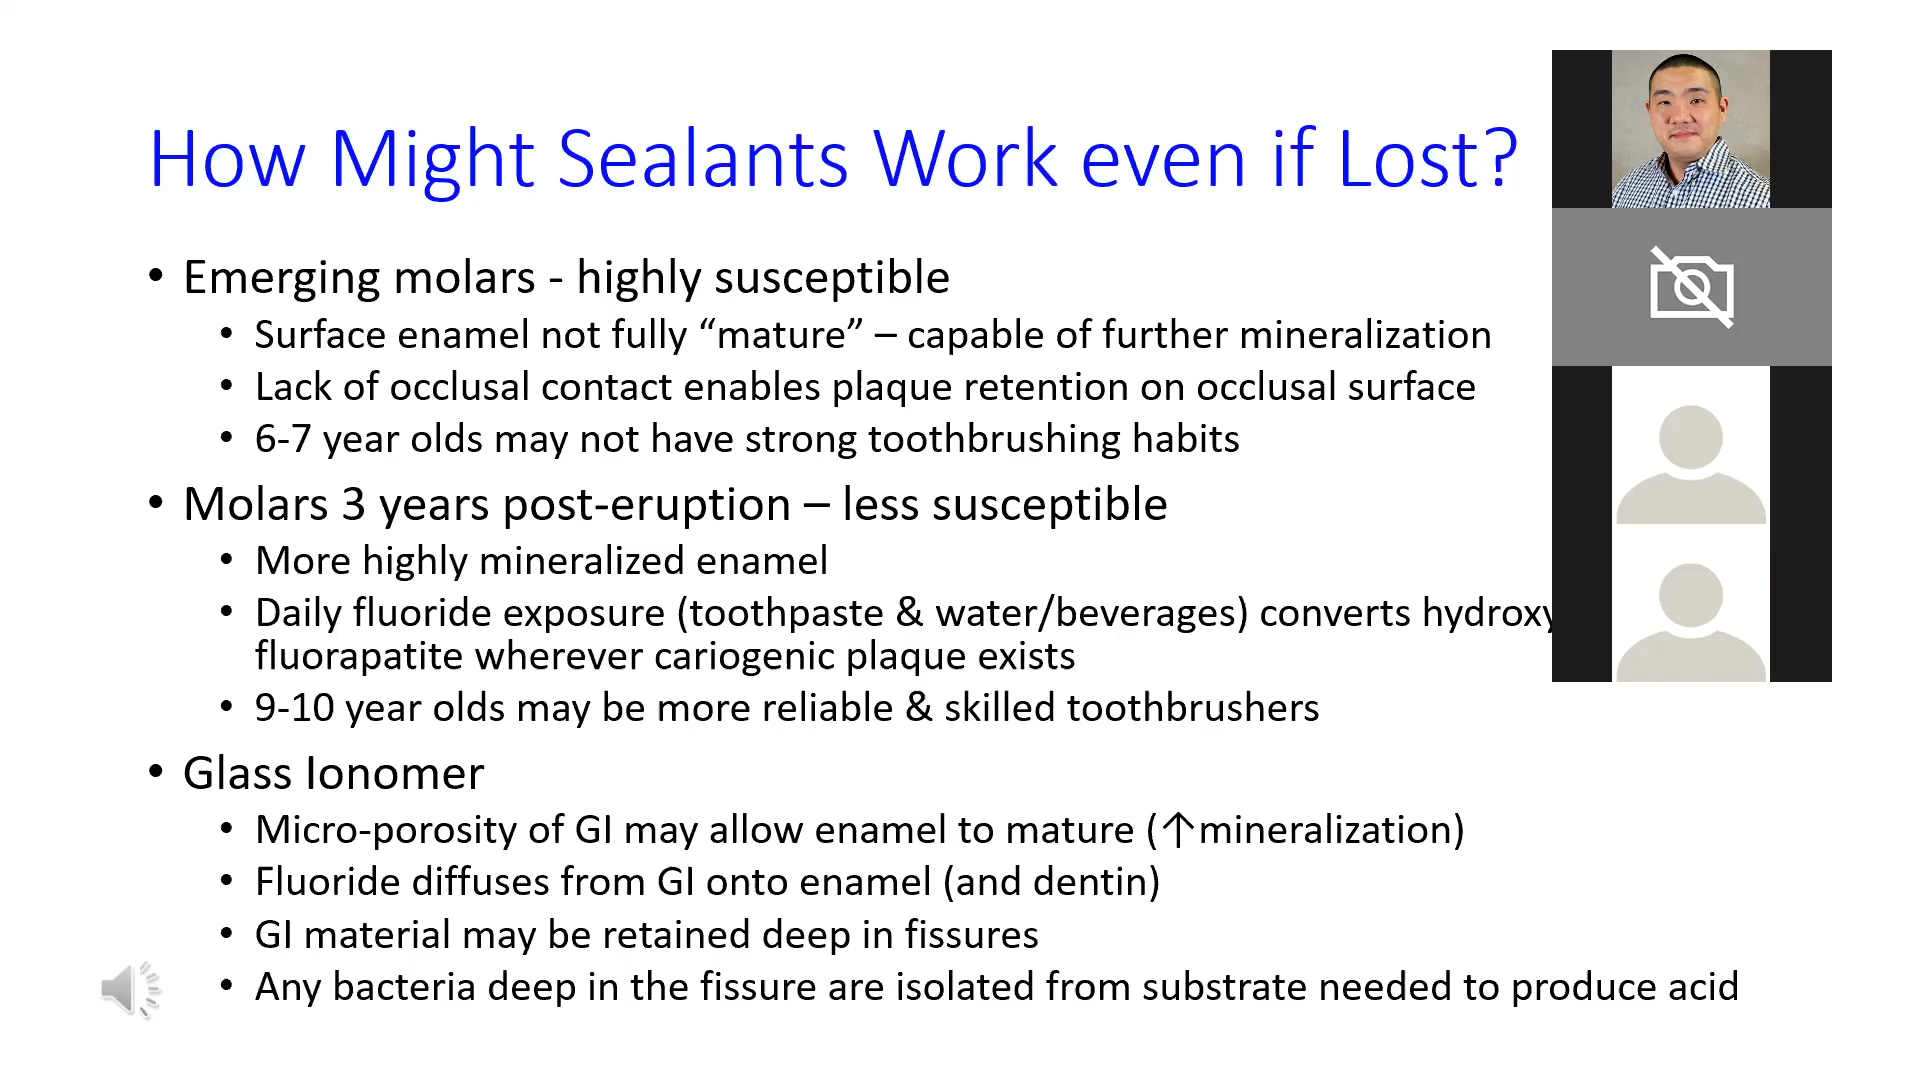 How Might Sealants Work even if Lost?
• Emerging molars - highly susceptible
• Surface enamel not fully “mature” – capable of further mineralization
• Lack of occlusal contact enables plaque retention on occlusal surface
• 6-7 year olds may not have strong toothbrushing habits
• Molars 3 years post-eruption – less susceptible
• More highly mineralized enamel
• Daily fluoride exposure (toothpaste & water/beverages) converts
fluorapatite wherever cariogenic plaque exists
• 9-10 year olds may be more reliable & skilled toothbrushers
• Glass Ionomer
• Micro-porosity of GI may allow enamel to mature (↑mineralization)
• Fluoride diffuses from GI onto enamel (and dentin)
• GI material may be retained deep in fissures
• Any bacteria deep in the fissure are isolated from substrate needed to produce acid